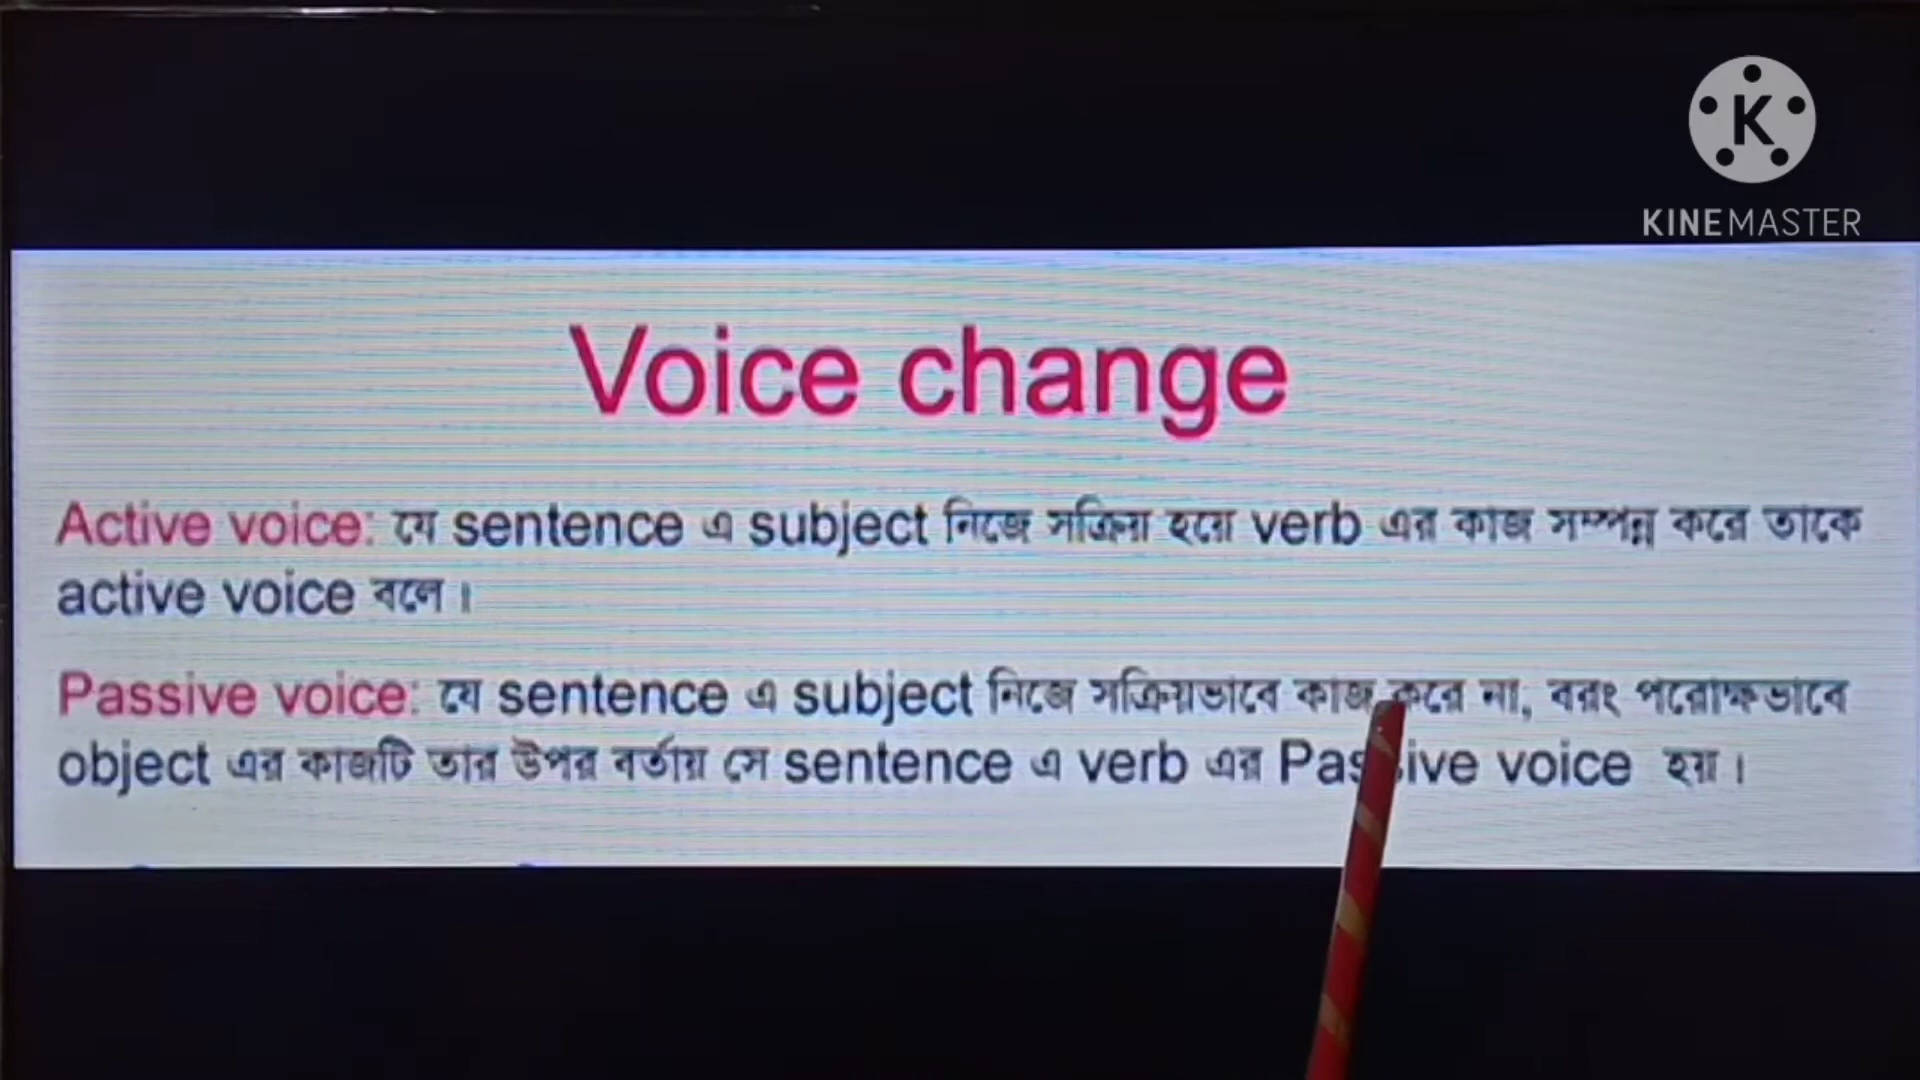 K
KINEMASTER
Voice change
Active voice: যে sentence এ subject নিজে সক্রিয় হয়ে verb এর কাজ সম্পন্ন করে তাকে
active voice বলে।
Passive voice: যে sentence এ subject নিজে সক্রিয়ভাবে কাজ করে না, বরং পরোক্ষভাবে
object এর কাজটি তার উপর বর্তায় সে sentence এ verb এর Passive voice হয়।